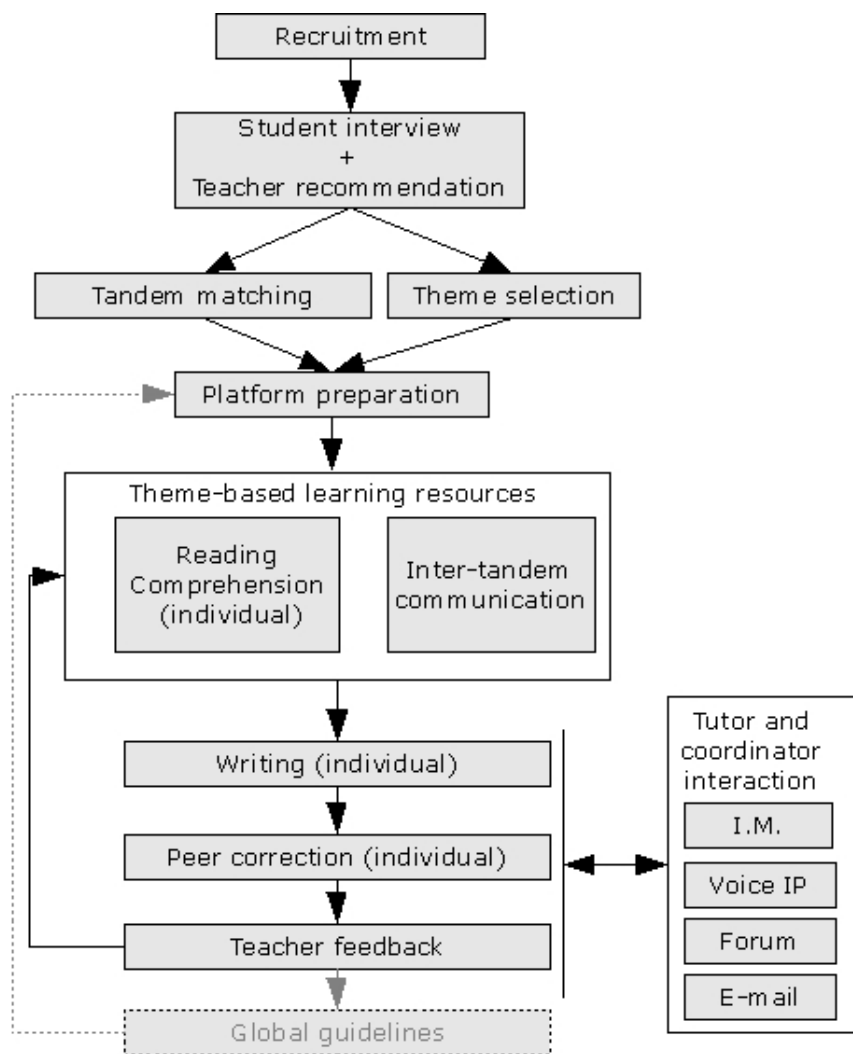 Recruitment
Student interview
+
Teacher recommendation
Tandem matching
Theme selection
Platform preparation
Theme-based learning resources
Reading
Comprehension
(individual)
Inter-tandem
communication
Writing (individual)
Peer correction (individual)
Teacher feedback
Global guidelines
Tutor and
coordinator
interaction
I.M.
Voice IP
Forum
E-mail